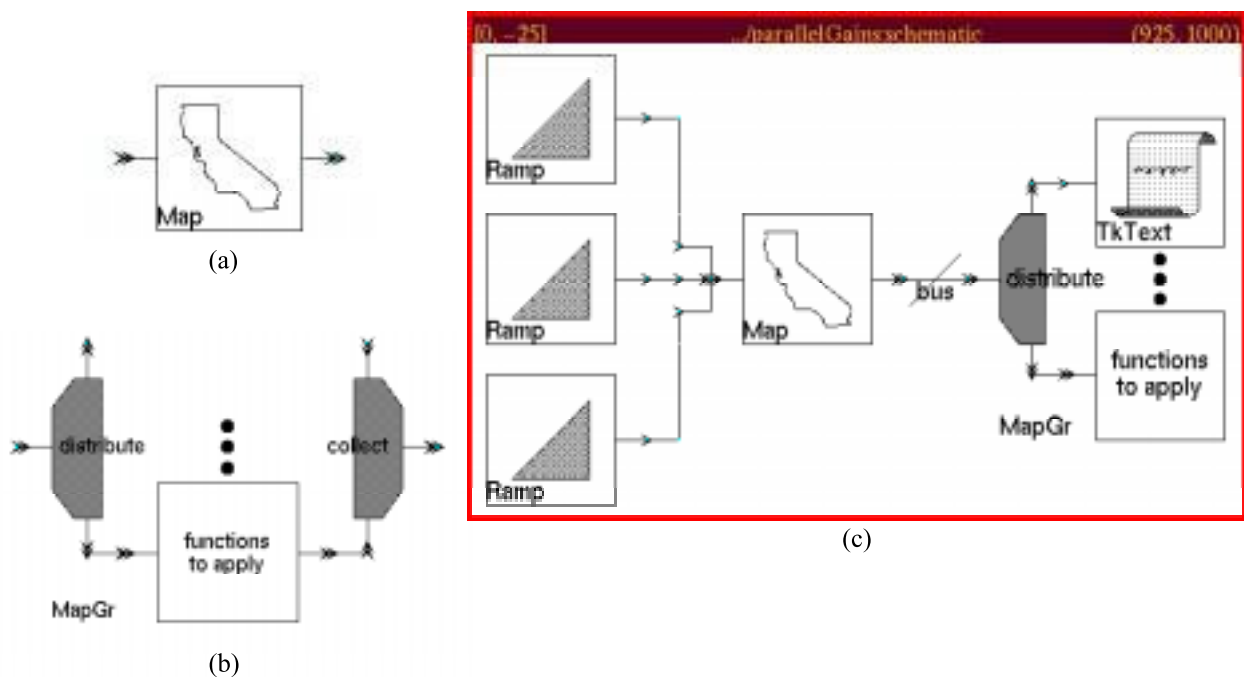 Map
(a)
distribute
collect
functions
to apply
MapGr
(b)
[0, -25] ../parallelGains:schematic (925, 1000)
Ramp
Ramp
Ramp
Map
bus
distribute
TkText
functions
to apply
MapGr
(c)